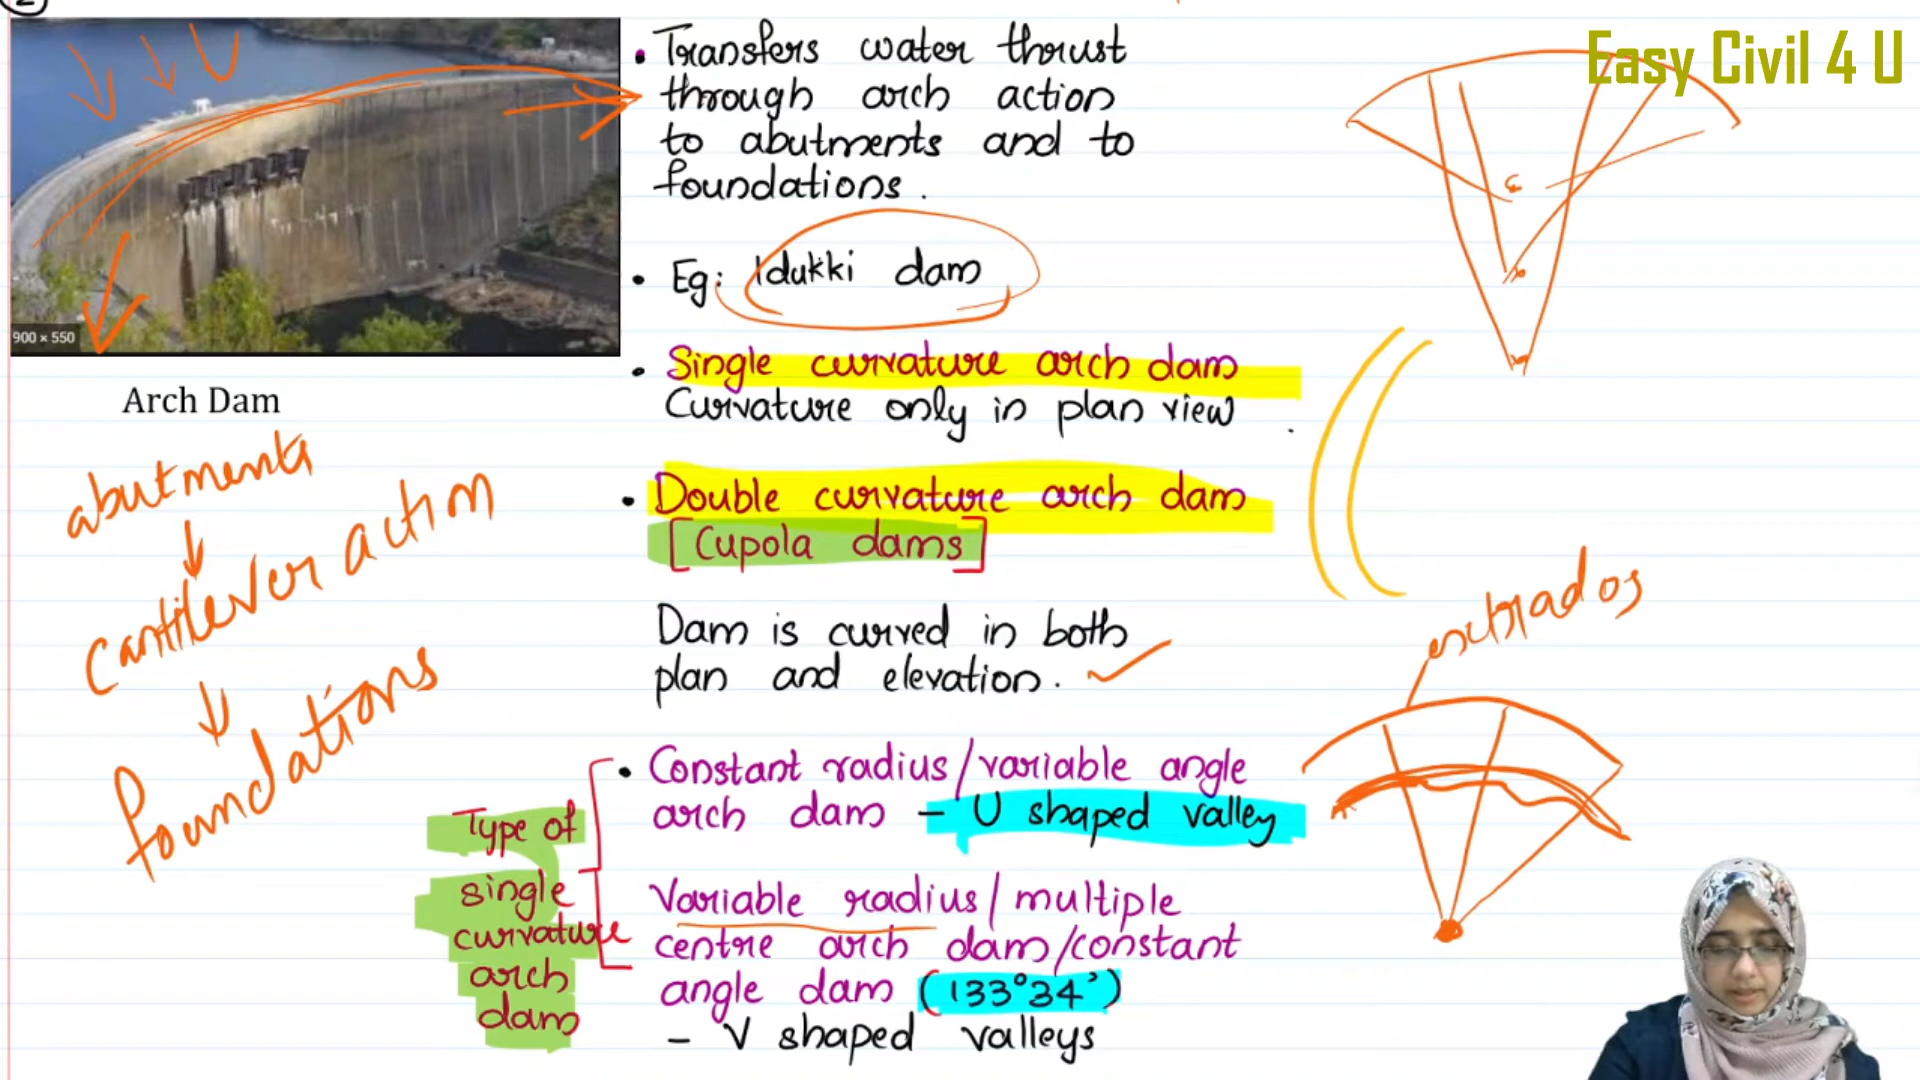 2
Easy Civil 4 U
900 × 550
Arch Dam
abutments
↓
cantilever action
↓
foundations
• Transfers water thrust
through arch action
to abutments and to
foundations.
• Eg: Idukki dam
• Single curvature arch dam
Curvature only in plan view
• Double curvature arch dam
[Cupola dams]
Dam is curved in both
plan and elevation.
Type of
single
curvature
arch
dam
• Constant radius/variable angle
arch dam – U shaped valley
Variable radius/multiple
centre arch dam/constant
angle dam (133°34')
– V shaped valleys
extrados